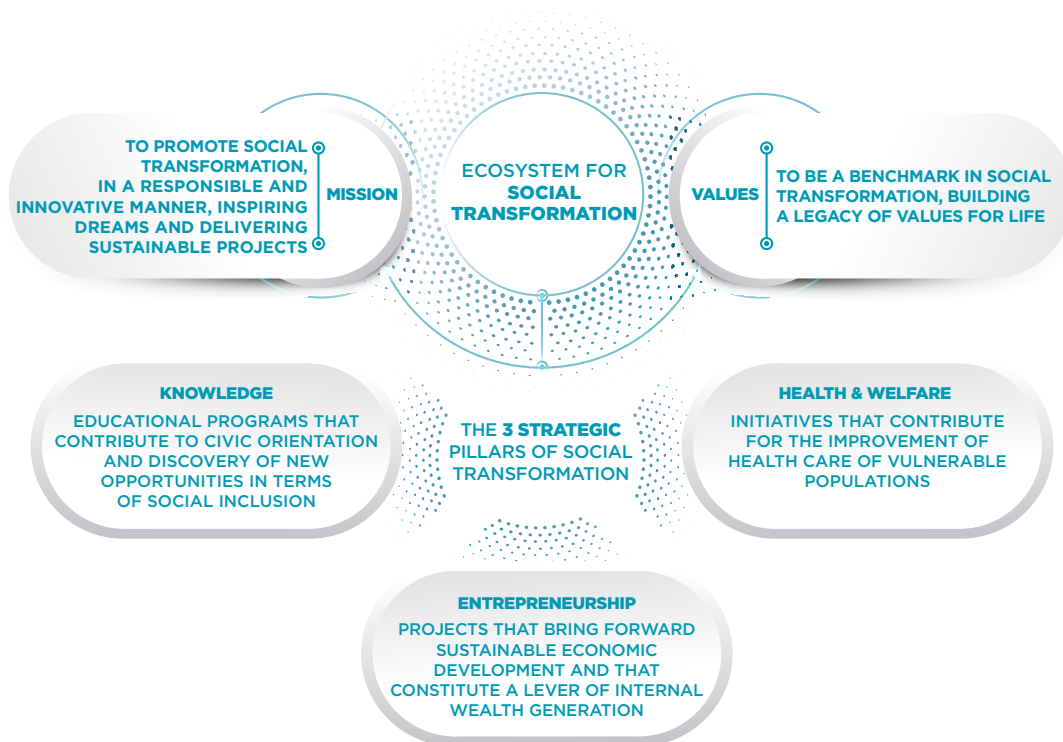 TO PROMOTE SOCIAL
TRANSFORMATION,
IN A RESPONSIBLE AND
INNOVATIVE MANNER, INSPIRING
DREAMS AND DELIVERING
SUSTAINABLE PROJECTS
MISSION
ECOSYSTEM FOR
SOCIAL
TRANSFORMATION
VALUES
TO BE A BENCHMARK IN SOCIAL
TRANSFORMATION, BUILDING
A LEGACY OF VALUES FOR LIFE
KNOWLEDGE
EDUCATIONAL PROGRAMS THAT
CONTRIBUTE TO CIVIC ORIENTATION
AND DISCOVERY OF NEW
OPPORTUNITIES IN TERMS
OF SOCIAL INCLUSION
THE 3 STRATEGIC
PILLARS OF SOCIAL
TRANSFORMATION
HEALTH & WELFARE
INITIATIVES THAT CONTRIBUTE
FOR THE IMPROVEMENT OF
HEALTH CARE OF VULNERABLE
POPULATIONS
ENTREPRENEURSHIP
PROJECTS THAT BRING FORWARD
SUSTAINABLE ECONOMIC
DEVELOPMENT AND THAT
CONSTITUTE A LEVER OF INTERNAL
WEALTH GENERATION